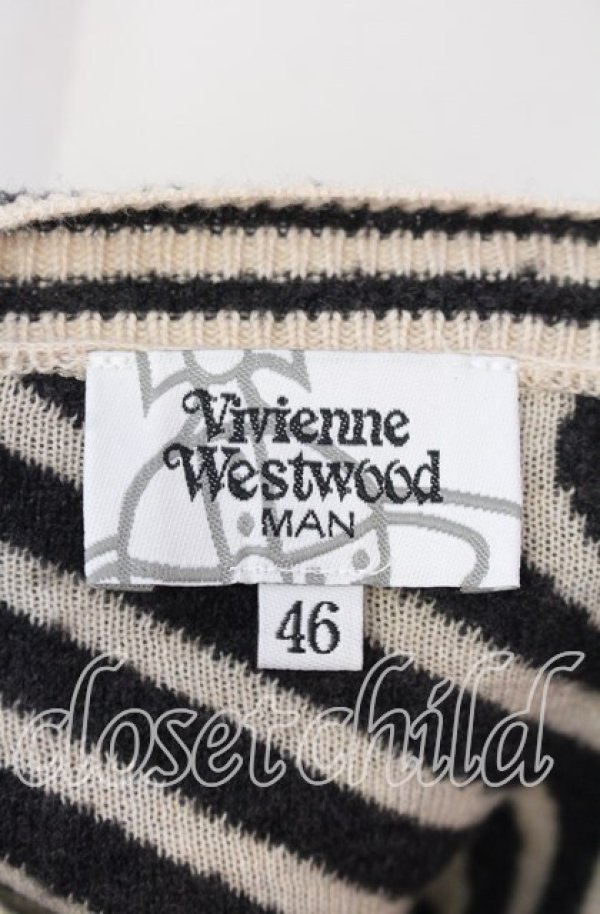 Vivienne
Westwood
MAN
46
closet child